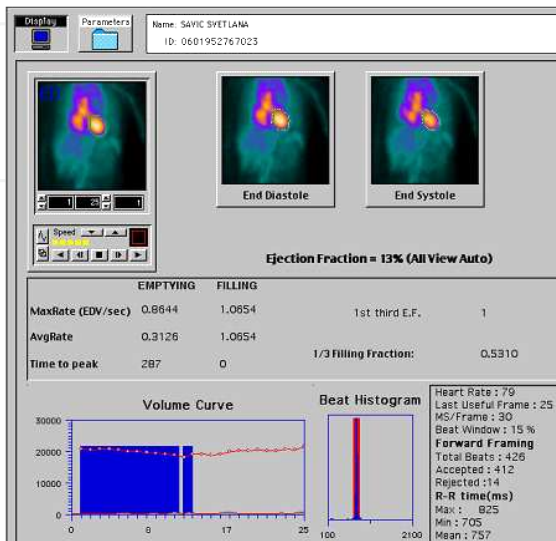 Display
Parameters
Name: SAVIC SVETLANA
ID: 0601952767023
1 25 1
Speed
End Diastole
End Systole
Ejection Fraction = 13% (All View Auto)
EMPTYING FILLING
MaxRate (EDV/sec) 0.8644 1.0654
1st third E.F. 1
AvgRate 0.3126 1.0654
1/3 Filling Fraction: 0.5310
Time to peak 287 0
Volume Curve
30000
20000
10000
0
0 8 17 25
Beat Histogram
100 2100
Heart Rate : 79
Last Useful Frame : 25
MS/Frame : 30
Beat Window : 15 %
Forward Framing
Total Beats : 426
Accepted : 412
Rejected :14
R-R time(ms)
Max : 825
Min : 705
Mean : 757